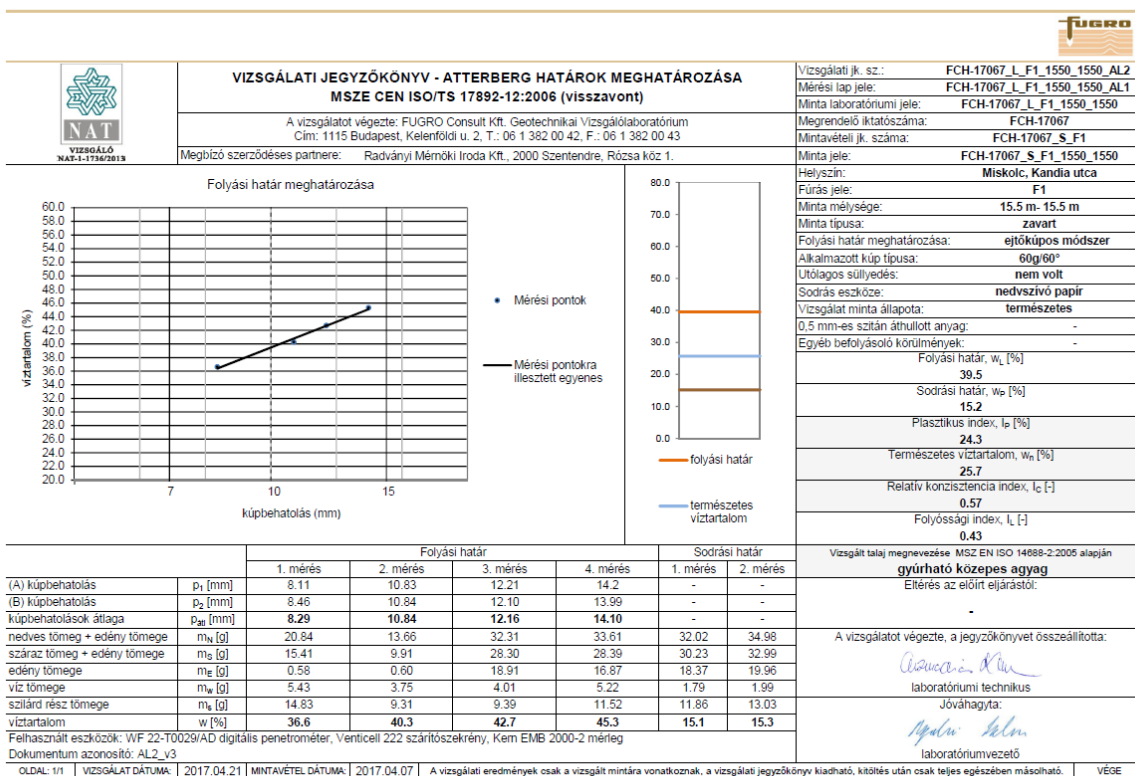 FUGRO
NAT
VIZSGÁLÓ
NAT-1-1736/2013
VIZSGÁLATI JEGYZŐKÖNYV - ATTERBERG HATÁROK MEGHATÁROZÁSA
MSZE CEN ISO/TS 17892-12:2006 (visszavont)
A vizsgálatot végezte: FUGRO Consult Kft. Geotechnikai Vizsgálólaboratórium
Cím: 1115 Budapest, Kelenföldi u. 2, T.: 06 1 382 00 42, F.: 06 1 382 00 43
Megbízó szerződéses partnere: Radványi Mérnöki Iroda Kft., 2000 Szentendre, Rózsa köz 1.
Vizsgálati jk. sz.: FCH-17067_L_F1_1550_1550_AL2
Mérési lap jele: FCH-17067_L_F1_1550_1550_AL1
Minta laboratóriumi jele: FCH-17067_L_F1_1550_1550
Megrendelő iktatószáma: FCH-17067
Mintavételi jk. száma: FCH-17067_S_F1
Minta jele: FCH-17067_S_F1_1550_1550
Helyszín: Miskolc, Kandia utca
Fúrás jele: F1
Minta mélysége: 15.5 m- 15.5 m
Minta típusa: zavart
Folyási határ meghatározása: ejtőkúpos módszer
Alkalmazott kúp típusa: 60g/60°
Utólagos süllyedés: nem volt
Sodrás eszköze: nedvszívó papír
Vizsgálat minta állapota: természetes
0,5 mm-es szitán áthullott anyag: -
Egyéb befolyásoló körülmények: -
Folyási határ, wL [%]
39.5
Sodrási határ, wP [%]
15.2
Plasztikus index, IP [%]
24.3
Természetes víztartalom, wn [%]
25.7
Relatív konzisztencia index, IC [-]
0.57
Folyóssági index, IL [-]
0.43
Vizsgált talaj megnevezése MSZ EN ISO 14688-2:2005 alapján
gyúrható közepes agyag
Eltérés az előírt eljárástól:
-
A vizsgálatot végezte, a jegyzőkönyvet összeállította:
laboratóriumi technikus
Jóváhagyta:
laboratóriumvezető
Folyási határ meghatározása
víztartalom (%)
60.0
58.0
56.0
54.0
52.0
50.0
48.0
46.0
44.0
42.0
40.0
38.0
36.0
34.0
32.0
30.0
28.0
26.0
24.0
22.0
20.0
7 10 15
kúpbehatolás (mm)
Mérési pontok
Mérési pontokra
illesztett egyenes
80.0
70.0
60.0
50.0
40.0
30.0
20.0
10.0
0.0
folyási határ
természetes
víztartalom
Folyási határ Sodrási határ
1. mérés 2. mérés 3. mérés 4. mérés 1. mérés 2. mérés
(A) kúpbehatolás p1 [mm] 8.11 10.83 12.21 14.2 - -
(B) kúpbehatolás p2 [mm] 8.46 10.84 12.10 13.99 - -
kúpbehatolások átlaga pátl [mm] 8.29 10.84 12.16 14.10 - -
nedves tömeg + edény tömege mN [g] 20.84 13.66 32.31 33.61 32.02 34.98
száraz tömeg + edény tömege mS [g] 15.41 9.91 28.30 28.39 30.23 32.99
edény tömege mE [g] 0.58 0.60 18.91 16.87 18.37 19.96
víz tömege mw [g] 5.43 3.75 4.01 5.22 1.79 1.99
szilárd rész tömege ms [g] 14.83 9.31 9.39 11.52 11.86 13.03
víztartalom w [%] 36.6 40.3 42.7 45.3 15.1 15.3
Felhasznált eszközök: WF 22-T0029/AD digitális penetrométer, Venticell 222 szárítószekrény, Kern EMB 2000-2 mérleg
Dokumentum azonosító: AL2_v3
OLDAL: 1/1 VIZSGÁLAT DÁTUMA: 2017.04.21 MINTAVÉTEL DÁTUMA: 2017.04.07 A vizsgálati eredmények csak a vizsgált mintára vonatkoznak, a vizsgálati jegyzőkönyv kiadható, kitöltés után csak teljes egészében másolható. VÉGE